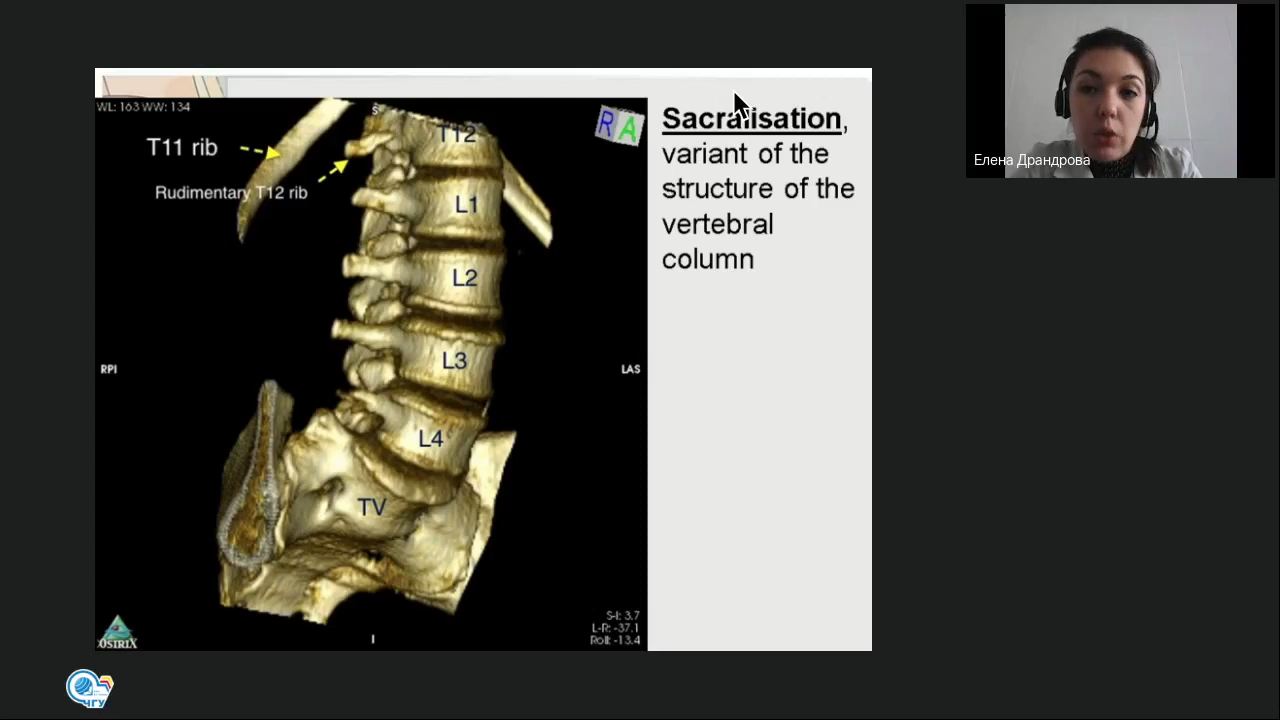 WL: 163 WW: 134
S
RA
T11 rib
T12
Rudimentary T12 rib
L1
L2
L3
L4
TV
RPI
LAS
I
S-I: 3.7
L-R: -37.1
Roll: -13.4
OSIRIX
Sacralisation,
variant of the
structure of the
vertebral
column
Елена Драндрова
ЧГУ